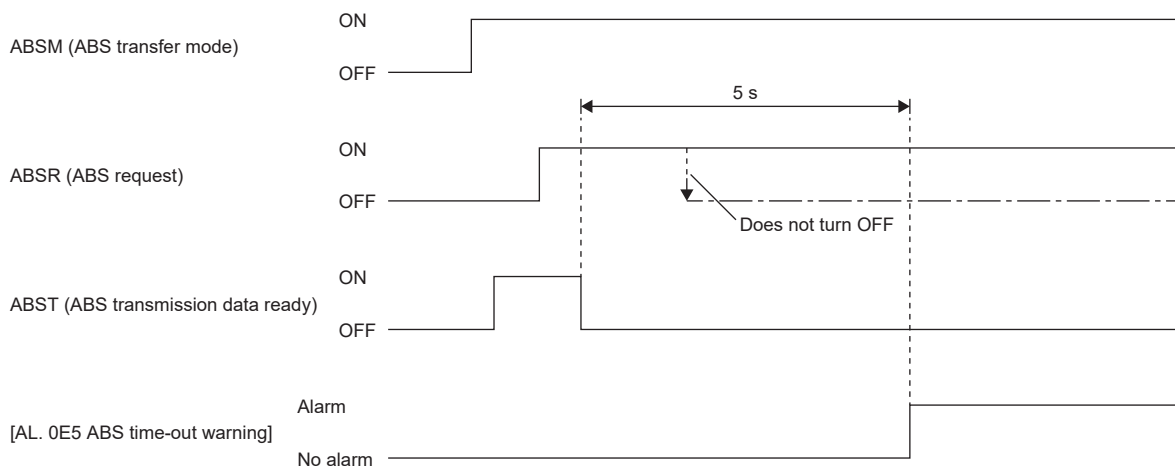 ON
ABSM (ABS transfer mode)
OFF
5 s
ON
ABSR (ABS request)
OFF
Does not turn OFF
ON
ABST (ABS transmission data ready)
OFF
Alarm
[AL. 0E5 ABS time-out warning]
No alarm